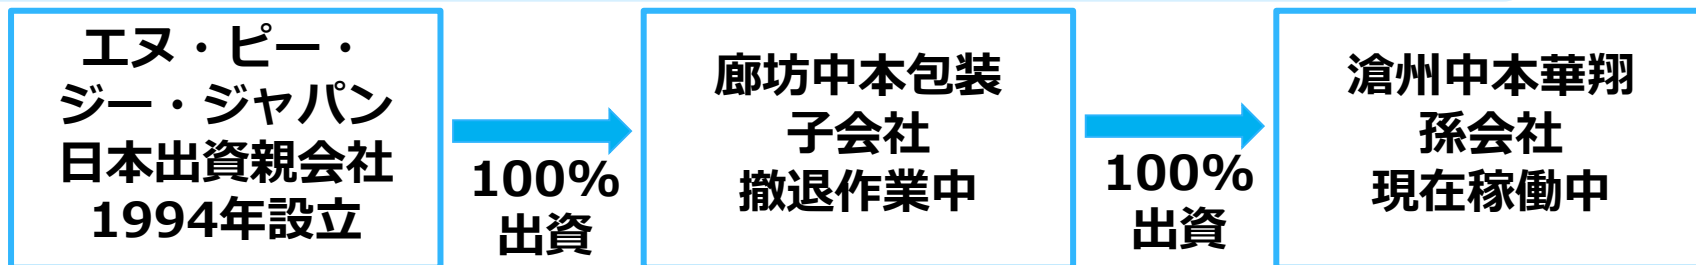 エヌ・ピー・
ジー・ジャパン
日本出資親会社
1994年設立
100%
出資
廊坊中本包装
子会社
撤退作業中
100%
出資
滄州中本華翔
孫会社
現在稼働中